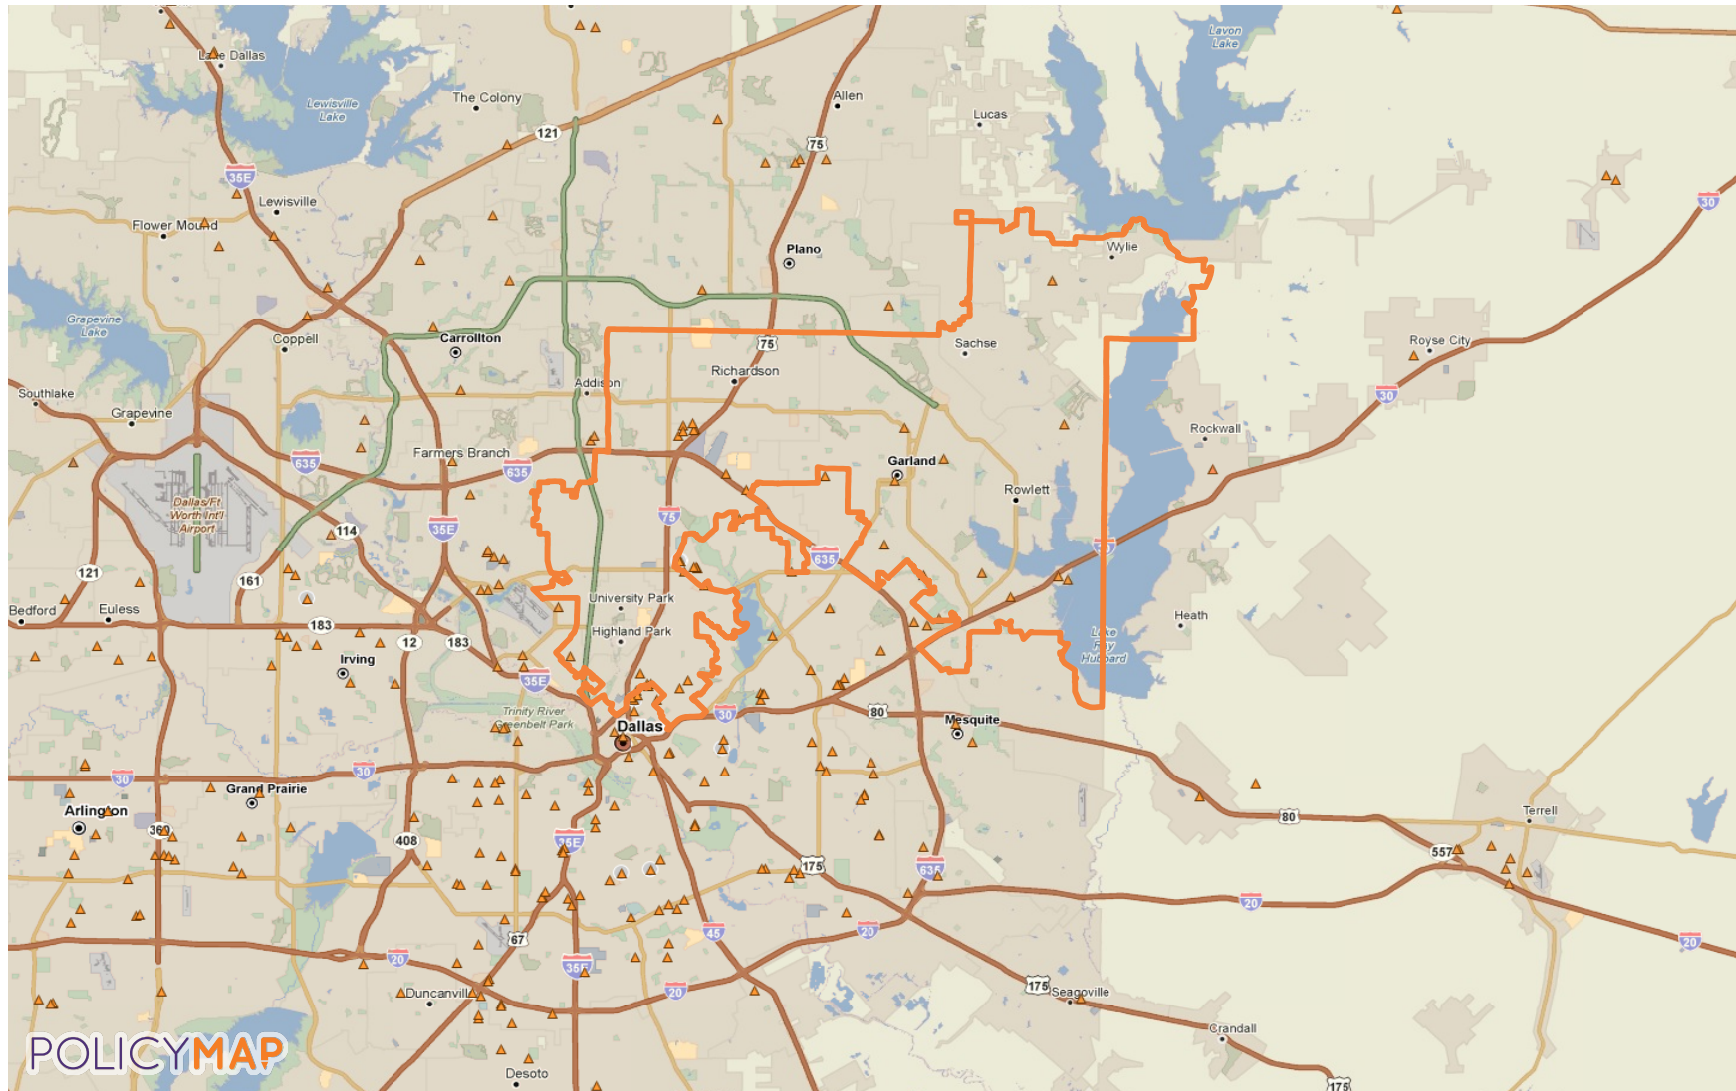 Lavon
Lake
Lake Dallas
Lewisville
Lake
The Colony
Allen
Lucas
121
75
35E
30
Lewisville
Flower Mound
Plano
Wylie
Grapevine
Lake
Coppell
Carrollton
75
Sachse
Royse City
Richardson
Addison
30
Southlake
Grapevine
Rockwall
Farmers Branch
635
635
Garland
Rowlett
Dallas/Ft
Worth Int'l
Airport
114
35E
75
635
121
161
Bedford
Euless
183
12
183
University Park
Highland Park
Heath
Lake
Ray
Hubbard
Irving
35E
Trinity River
Greenbelt Park
30
80
Dallas
Mesquite
30
30
Grand Prairie
Arlington
360
408
35E
80
Terrell
557
175
635
20
67
45
20
20
20
35E
175
Seagoville
20
Duncanvill
Crandall
POLICYMAP
Desoto
175